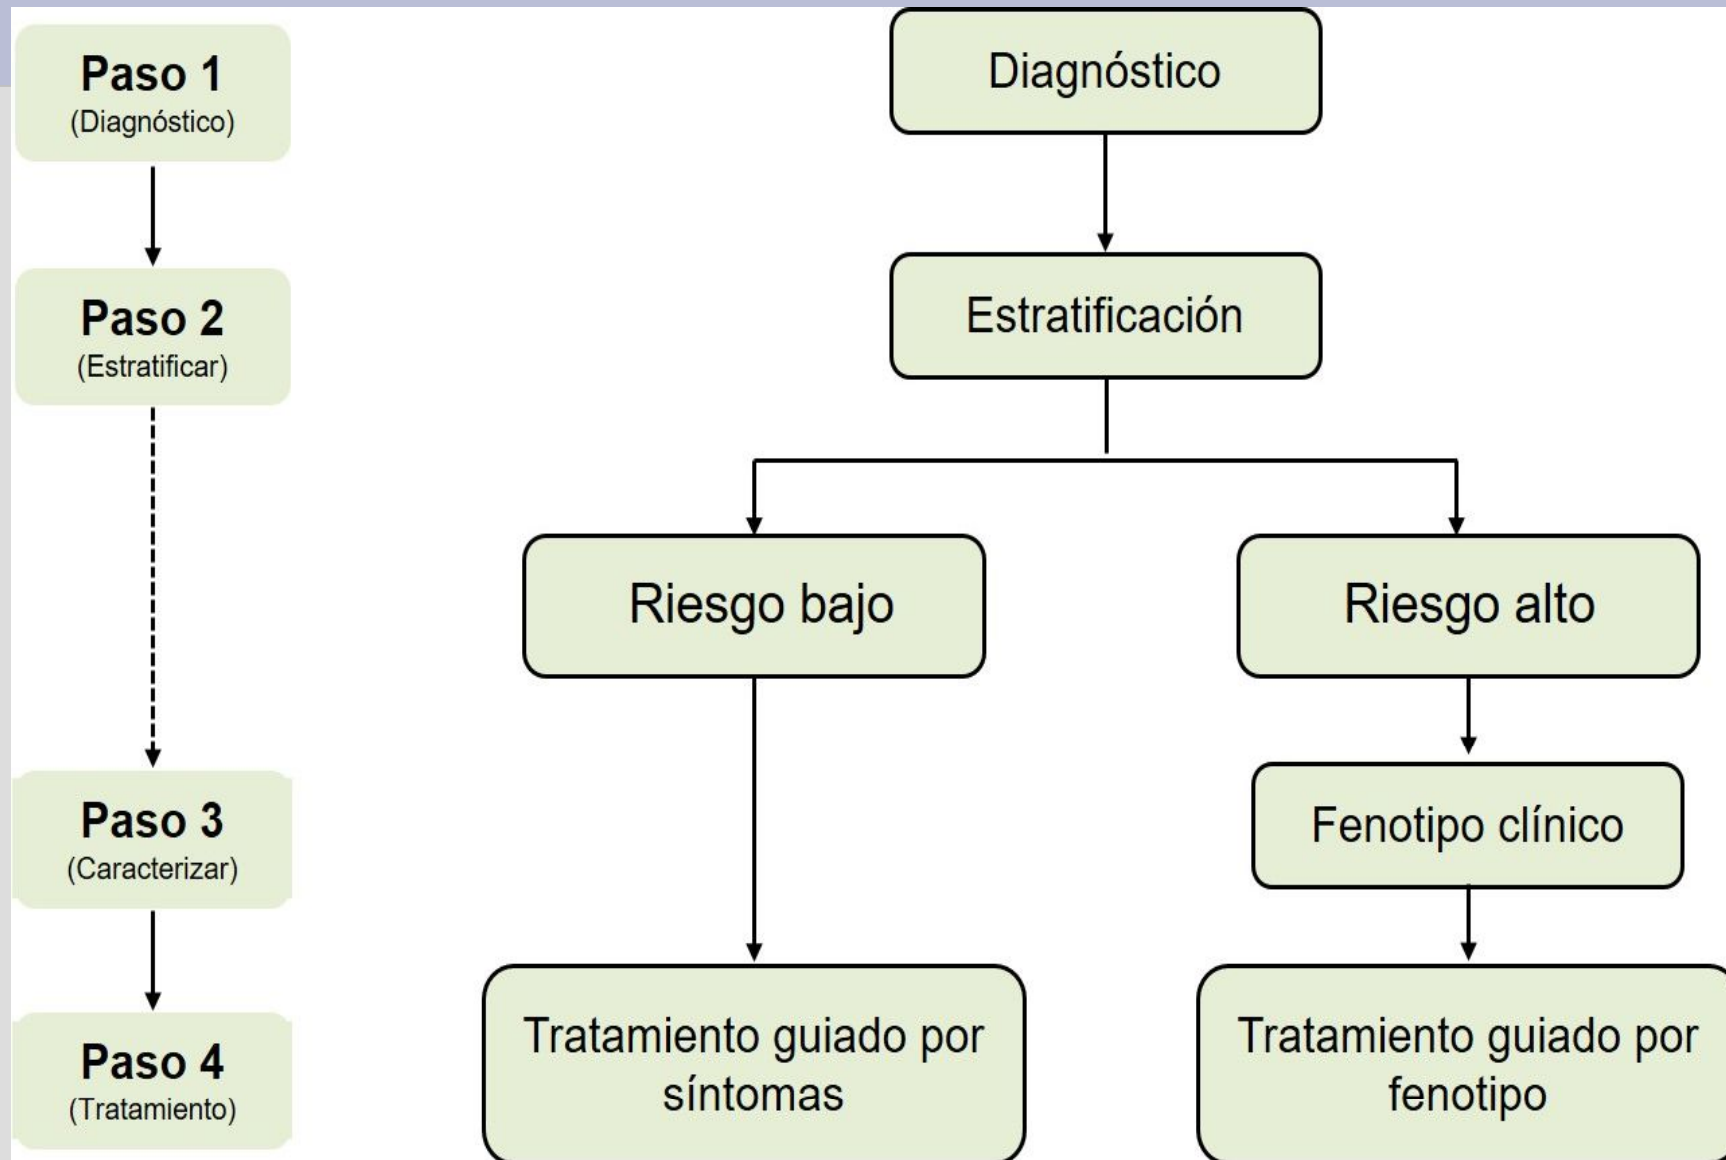 Paso 1
(Diagnóstico)
Diagnóstico
Paso 2
(Estratificar)
Estratificación
Riesgo bajo
Riesgo alto
Paso 3
(Caracterizar)
Fenotipo clínico
Paso 4
(Tratamiento)
Tratamiento guiado por
síntomas
Tratamiento guiado por
fenotipo